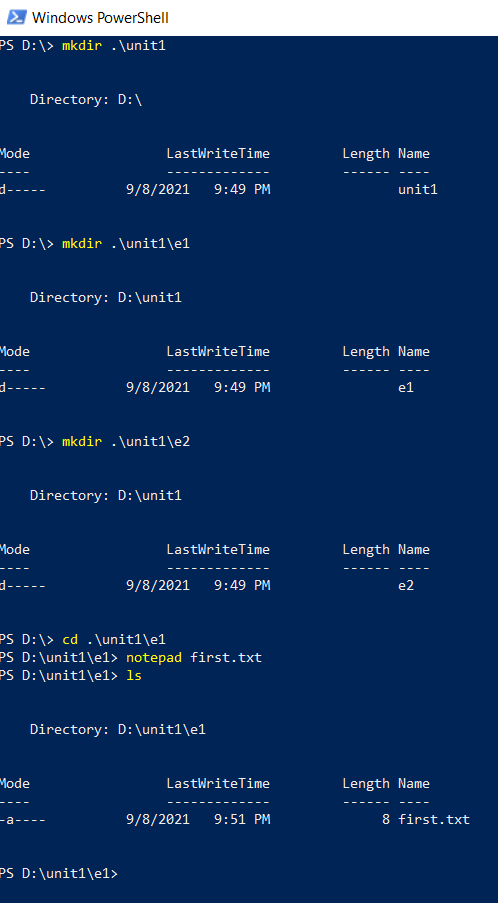 Windows PowerShell
PS D:\> mkdir .\unit1
Directory: D:\
Mode                 LastWriteTime         Length Name
----                 -------------         ------ ----
d-----          9/8/2021   9:49 PM                unit1
PS D:\> mkdir .\unit1\e1
Directory: D:\unit1
Mode                 LastWriteTime         Length Name
----                 -------------         ------ ----
d-----          9/8/2021   9:49 PM                e1
PS D:\> mkdir .\unit1\e2
Directory: D:\unit1
Mode                 LastWriteTime         Length Name
----                 -------------         ------ ----
d-----          9/8/2021   9:49 PM                e2
PS D:\> cd .\unit1\e1
PS D:\unit1\e1> notepad first.txt
PS D:\unit1\e1> ls
Directory: D:\unit1\e1
Mode                 LastWriteTime         Length Name
----                 -------------         ------ ----
-a----          9/8/2021   9:51 PM              8 first.txt
PS D:\unit1\e1>